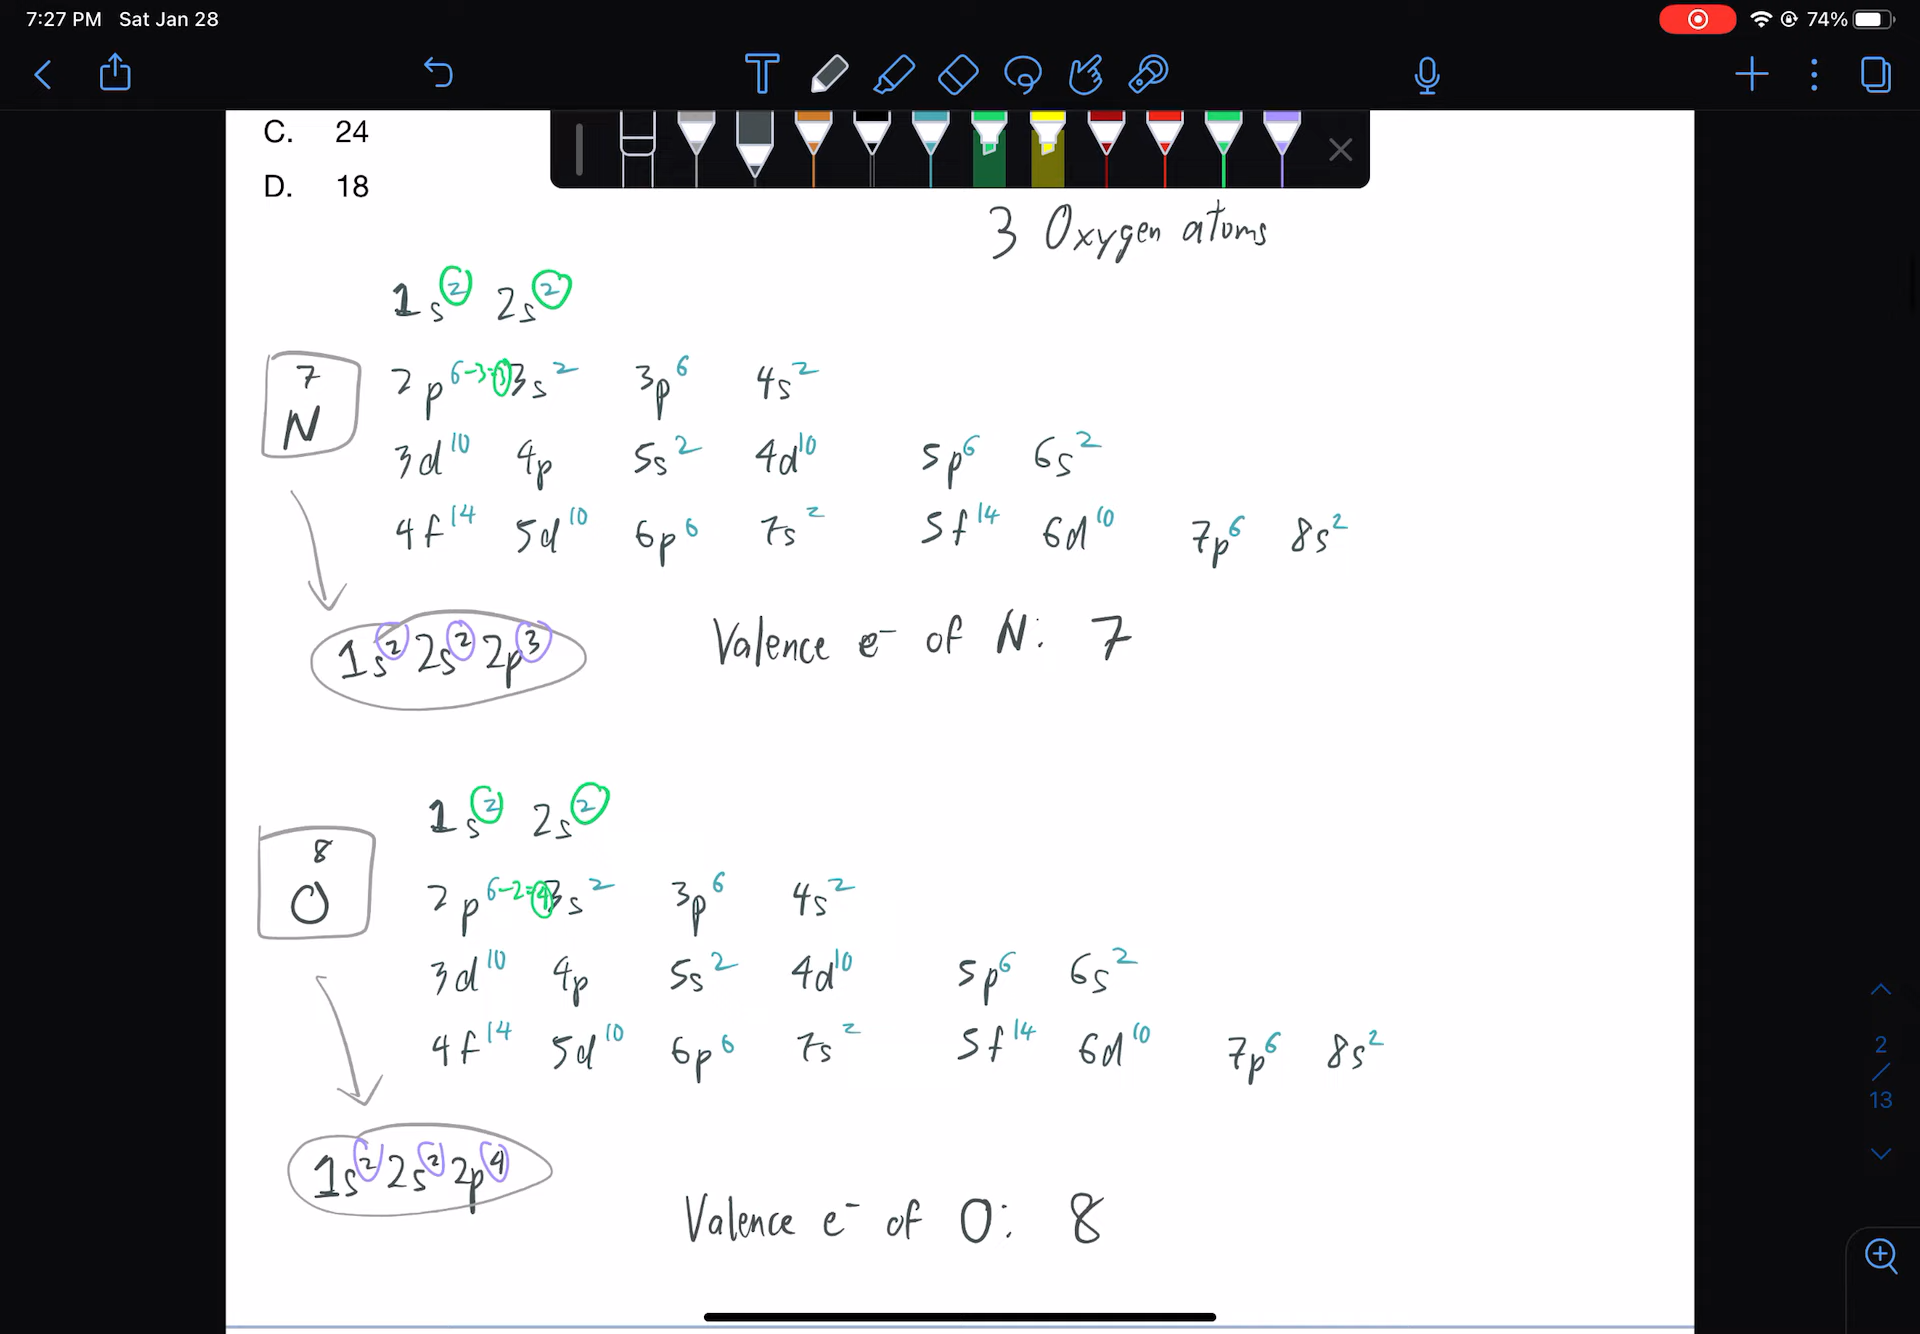 7:27 PM Sat Jan 28
74%
C. 24
D. 18
3 Oxygen atoms
1s² 2s²
7
N
2p⁶⁻³⁼³ 3s² 3p⁶ 4s²
3d¹⁰ 4p 5s² 4d¹⁰ 5p⁶ 6s²
4f¹⁴ 5d¹⁰ 6p⁶ 7s² 5f¹⁴ 6d¹⁰ 7p⁶ 8s²
1s² 2s² 2p³
Valence e⁻ of N: 7
1s² 2s²
8
O
2p⁶⁻²⁼⁴ 3s² 3p⁶ 4s²
3d¹⁰ 4p 5s² 4d¹⁰ 5p⁶ 6s²
4f¹⁴ 5d¹⁰ 6p⁶ 7s² 5f¹⁴ 6d¹⁰ 7p⁶ 8s²
1s² 2s² 2p⁴
Valence e⁻ of O: 8
2
/
13